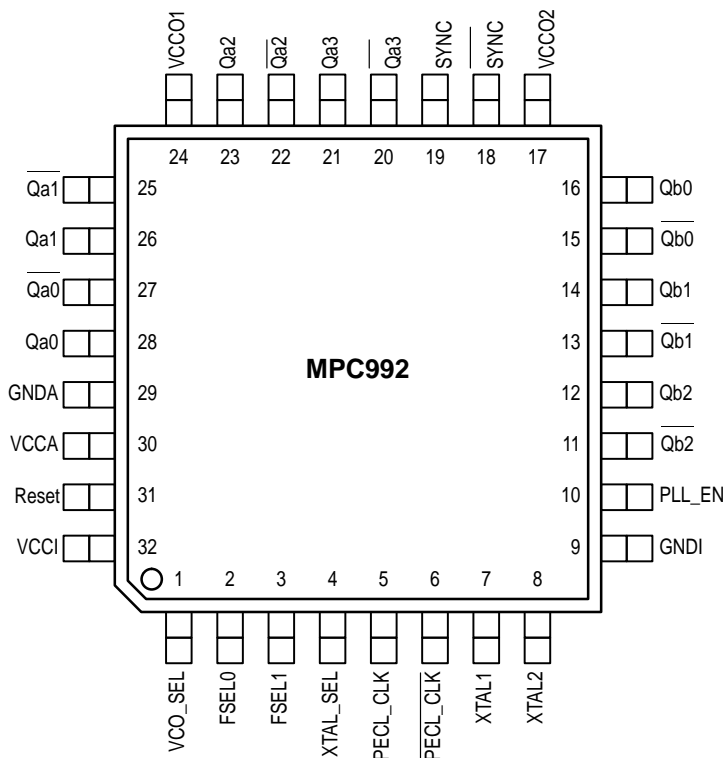 VCCO1 Qa2 Qa2 Qa3 Qa3 SYNC SYNC VCCO2
24 23 22 21 20 19 18 17
Qa1 25 16 Qb0
Qa1 26 15 Qb0
Qa0 27 14 Qb1
Qa0 28 13 Qb1
MPC992
GNDA 29 12 Qb2
VCCA 30 11 Qb2
Reset 31 10 PLL_EN
VCCI 32 9 GNDI
1 2 3 4 5 6 7 8
VCO_SEL FSEL0 FSEL1 XTAL_SEL PECL_CLK PECL_CLK XTAL1 XTAL2